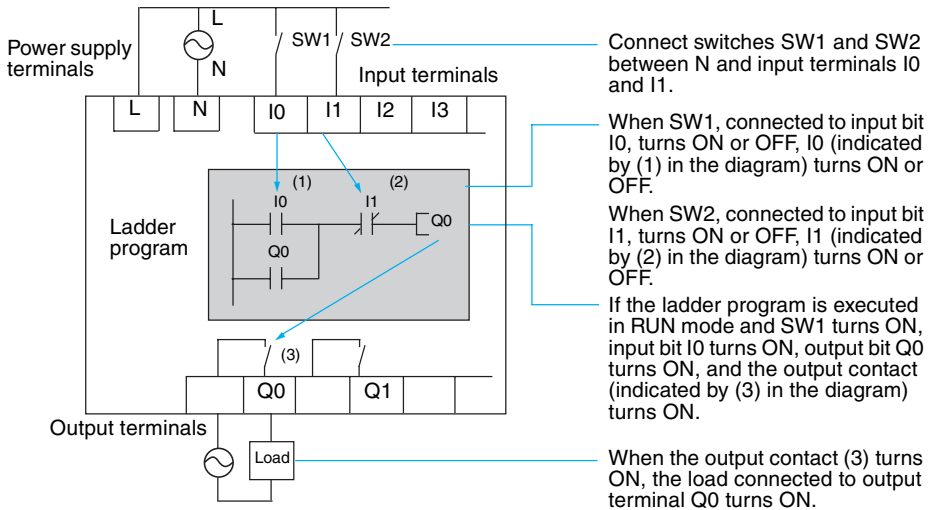 L
N
SW1
SW2
Power supply
terminals
Input terminals
L
N
I0
I1
I2
I3
(1)
(2)
I0
I1
Q0
Q0
Ladder
program
(3)
Q0
Q1
Output terminals
Load
Connect switches SW1 and SW2
between N and input terminals I0
and I1.
When SW1, connected to input bit
I0, turns ON or OFF, I0 (indicated
by (1) in the diagram) turns ON or
OFF.
When SW2, connected to input bit
I1, turns ON or OFF, I1 (indicated
by (2) in the diagram) turns ON or
OFF.
If the ladder program is executed
in RUN mode and SW1 turns ON,
input bit I0 turns ON, output bit Q0
turns ON, and the output contact
(indicated by (3) in the diagram)
turns ON.
When the output contact (3) turns
ON, the load connected to output
terminal Q0 turns ON.